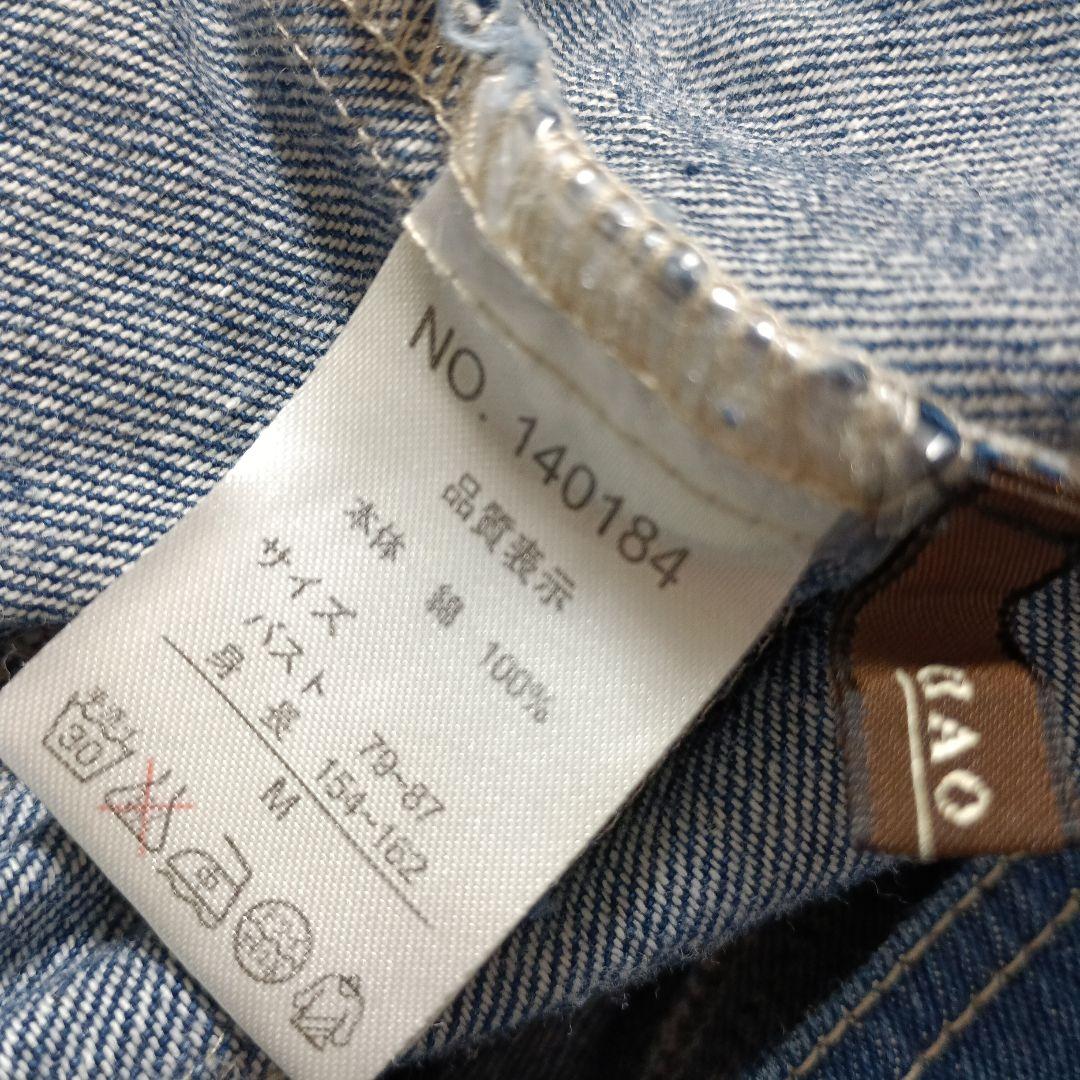 NO. 140184
品質表示
本体 綿 100%
サイズ
バスト 79~87
身長 154~162
M
30